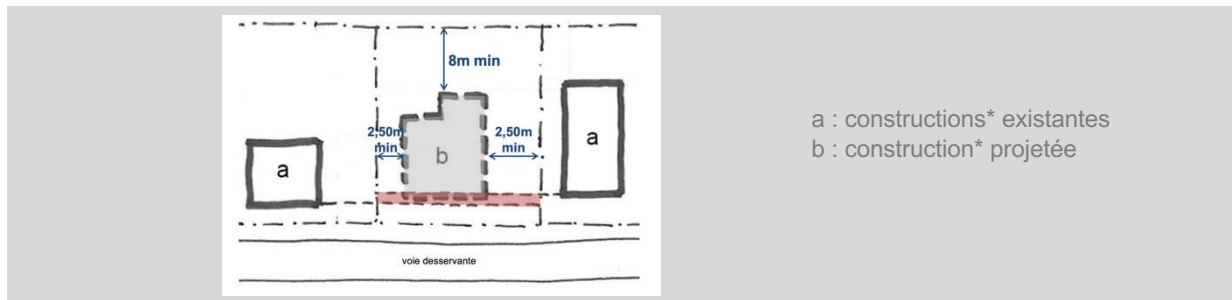 8m min
2,50m
min
2,50m
min
a
b
a
voie desservante
a : constructions* existantes
b : construction* projetée